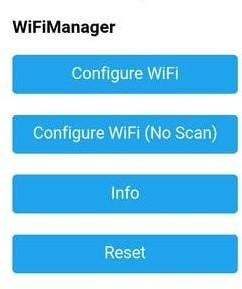 WiFiManager
Configure WiFi
Configure WiFi (No Scan)
Info
Reset